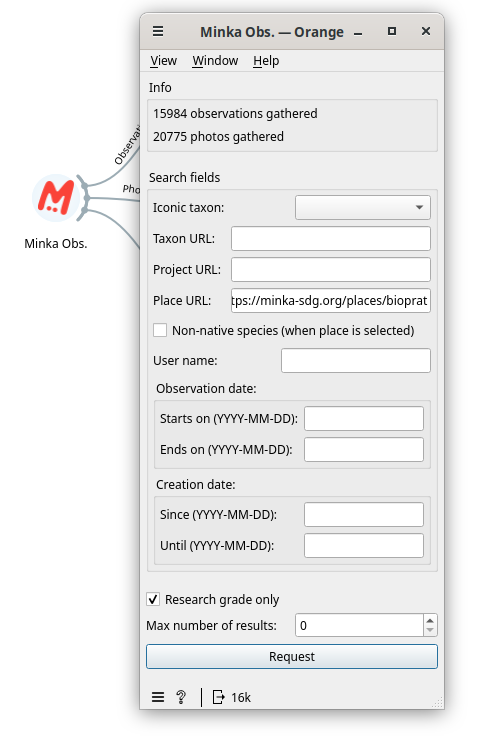 Minka Obs. — Orange
View Window Help
Info
15984 observations gathered
20775 photos gathered
Search fields
Iconic taxon:
Taxon URL:
Project URL:
Place URL: tps://minka-sdg.org/places/bioprat
Non-native species (when place is selected)
User name:
Observation date:
Starts on (YYYY-MM-DD):
Ends on (YYYY-MM-DD):
Creation date:
Since (YYYY-MM-DD):
Until (YYYY-MM-DD):
Research grade only
Max number of results: 0
Request
16k
Observati
Pho
Minka Obs.